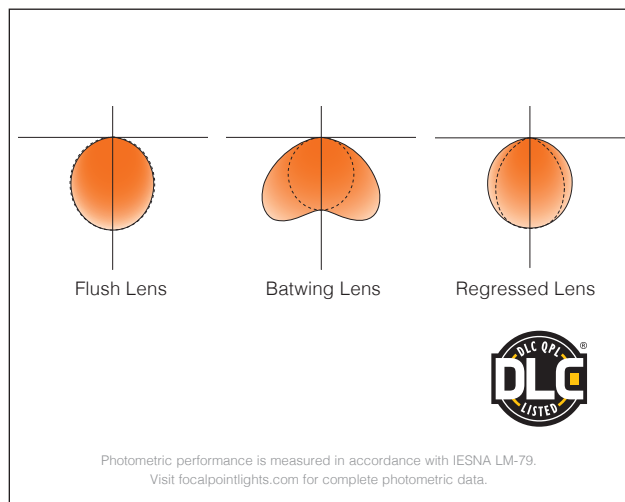 Flush Lens
Batwing Lens
Regressed Lens
DLC QPL
®
DLC
LISTED
Photometric performance is measured in accordance with IESNA LM-79.
Visit focalpointlights.com for complete photometric data.